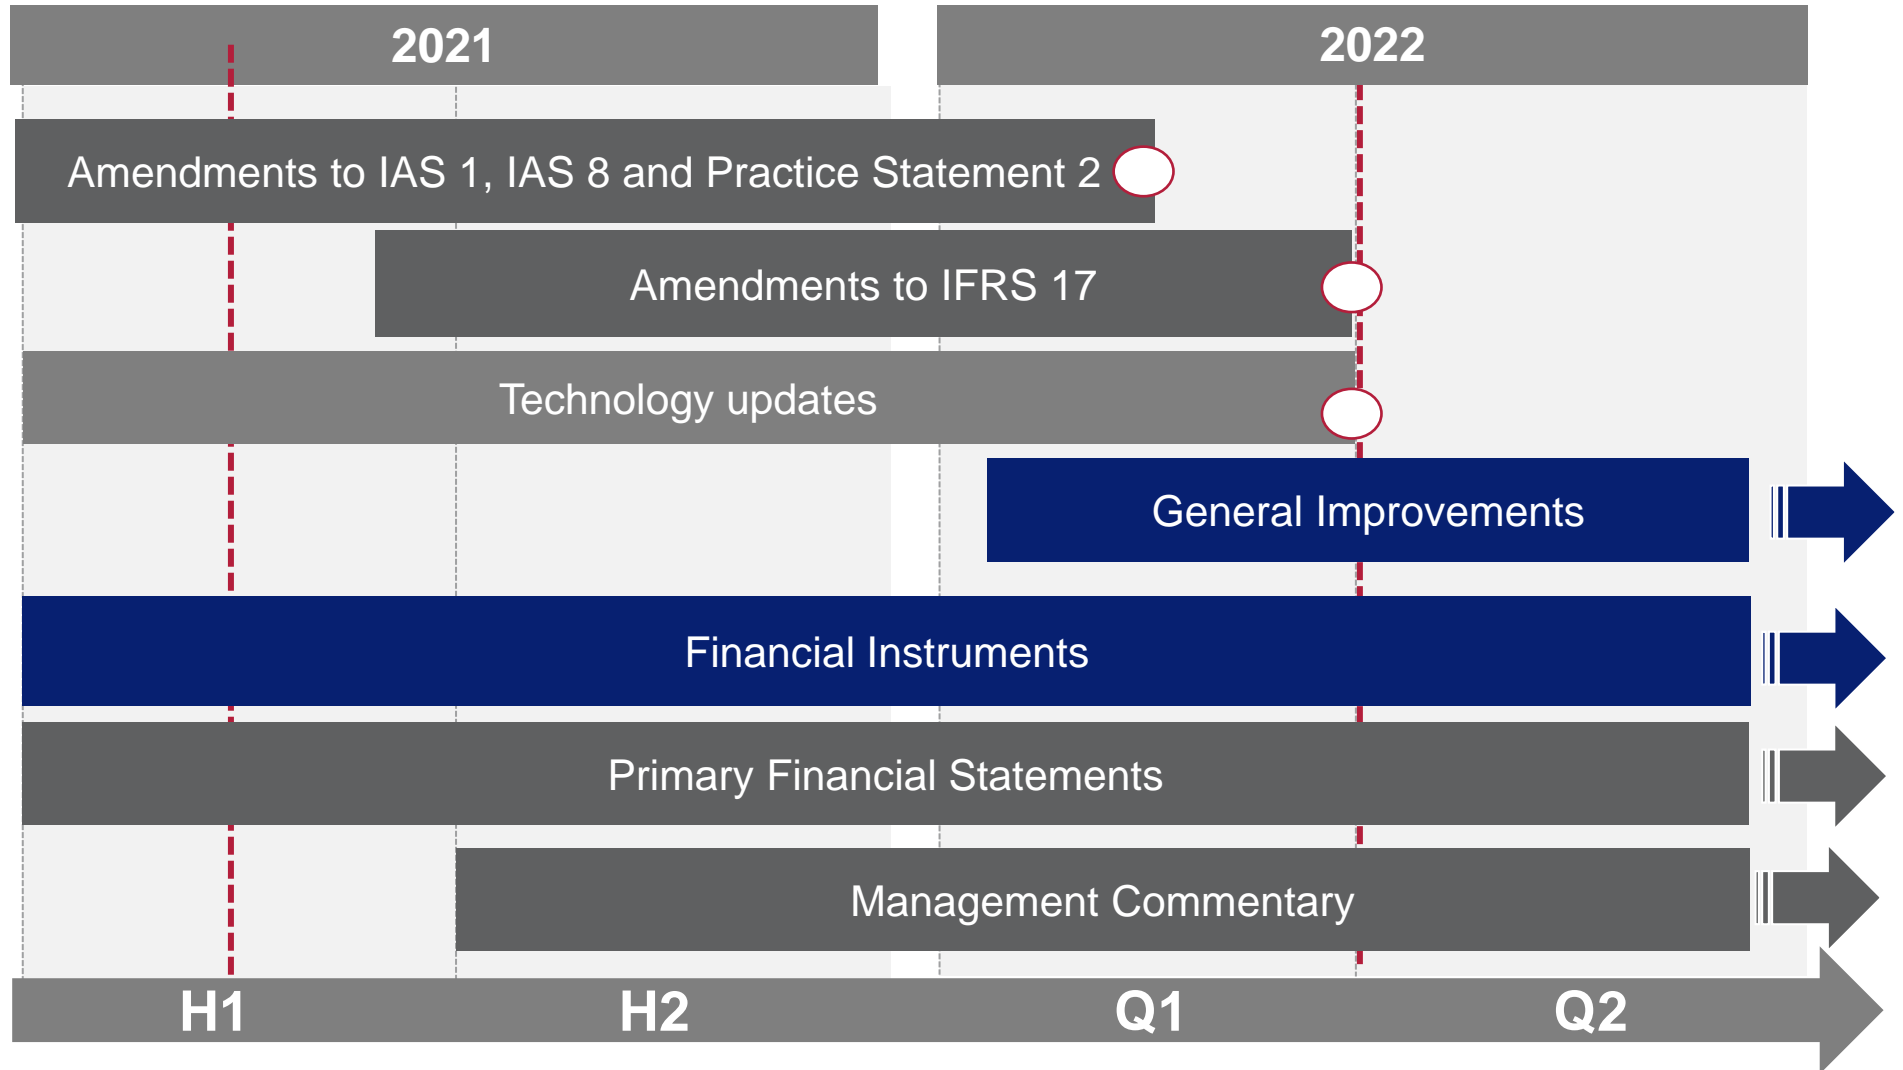 2021
2022
Amendments to IAS 1, IAS 8 and Practice Statement 2
Amendments to IFRS 17
Technology updates
General Improvements
Financial Instruments
Primary Financial Statements
Management Commentary
H1
H2
Q1
Q2